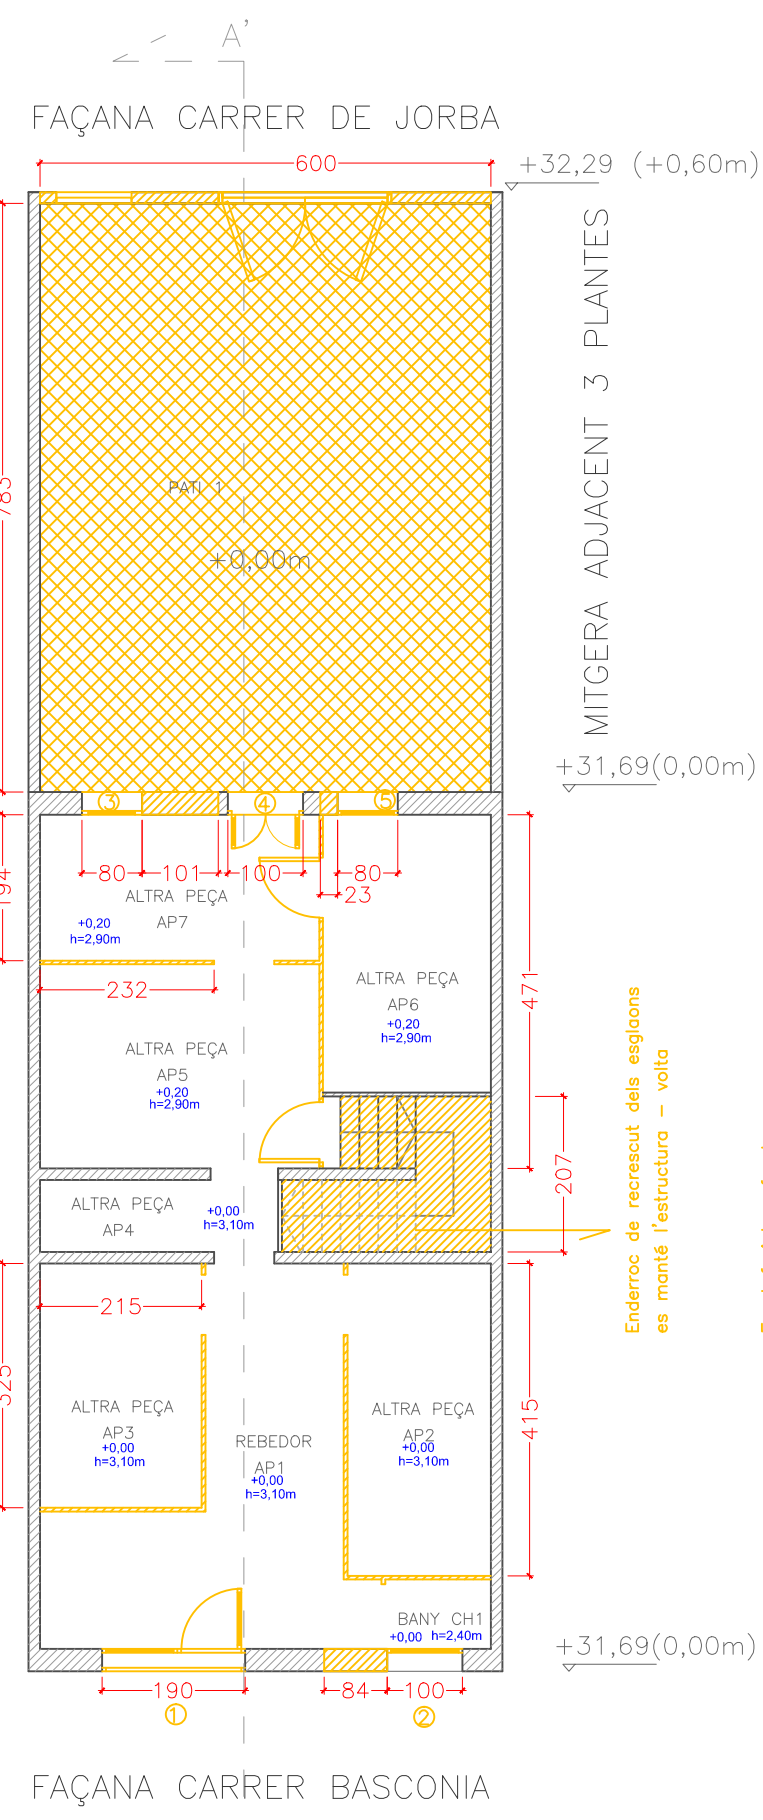 A'
FAÇANA CARRER DE JORBA
600
+32,29 (+0,60m)
MITGERA ADJACENT 3 PLANTES
783
PATI 1
+0,00m
+31,69(0,00m)
3
4
5
80
101
100
80
23
194
ALTRA PEÇA
AP7
+0,20
h=2,90m
232
ALTRA PEÇA
AP6
+0,20
h=2,90m
471
ALTRA PEÇA
AP5
+0,20
h=2,90m
Enderroc de recrescut dels esglaons
es manté l'estructura – volta
207
ALTRA PEÇA
AP4
+0,00
h=3,10m
215
325
ALTRA PEÇA
AP3
+0,00
h=3,10m
ALTRA PEÇA
AP2
+0,00
h=3,10m
415
REBEDOR
AP1
+0,00
h=3,10m
BANY CH1
+0,00 h=2,40m
+31,69(0,00m)
190
84
100
1
2
FAÇANA CARRER BASCONIA